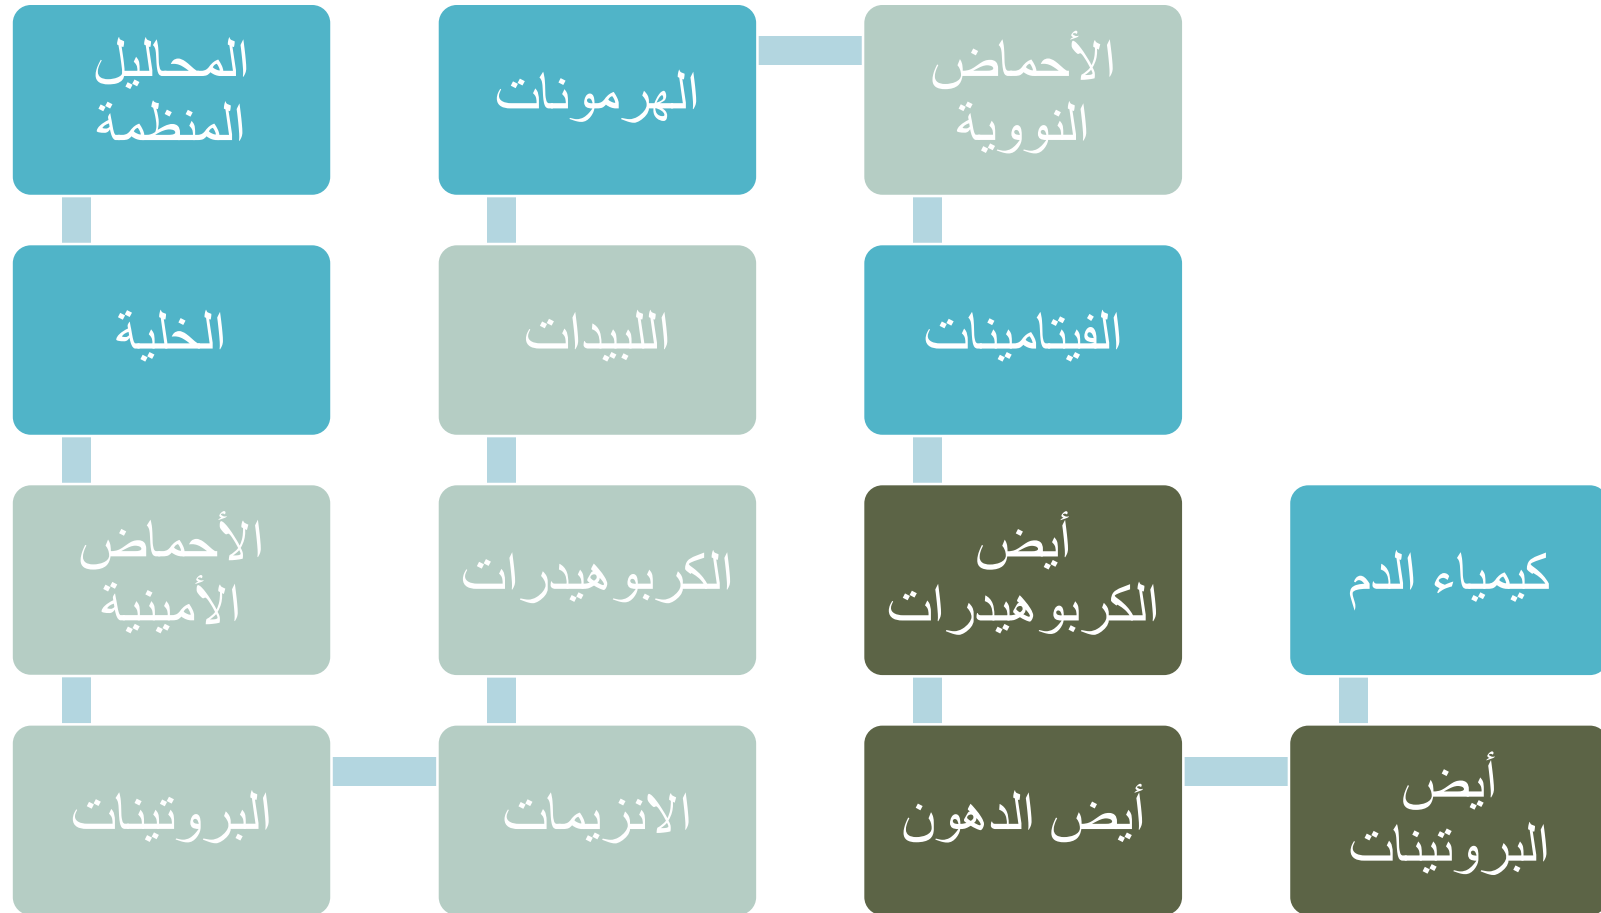 المحاليل
المنظمة
الخلية
الأحماض
الأمينية
البروتينات
الانزيمات
الكربوهيدرات
اللبيدات
الهرمونات
الأحماض
النووية
الفيتامينات
أيض
الكربوهيدرات
أيض الدهون
أيض
البروتينات
كيمياء الدم